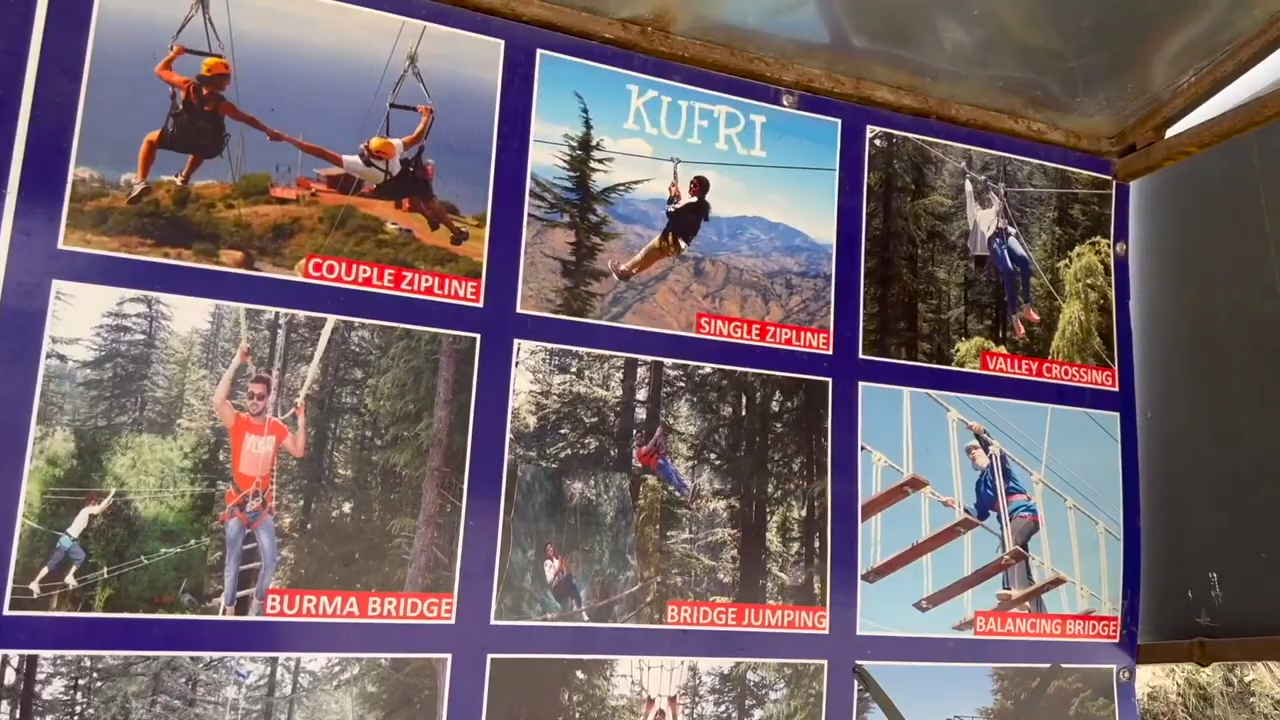 COUPLE ZIPLINE
KUFRI
SINGLE ZIPLINE
VALLEY CROSSING
BURMA BRIDGE
BRIDGE JUMPING
BALANCING BRIDGE